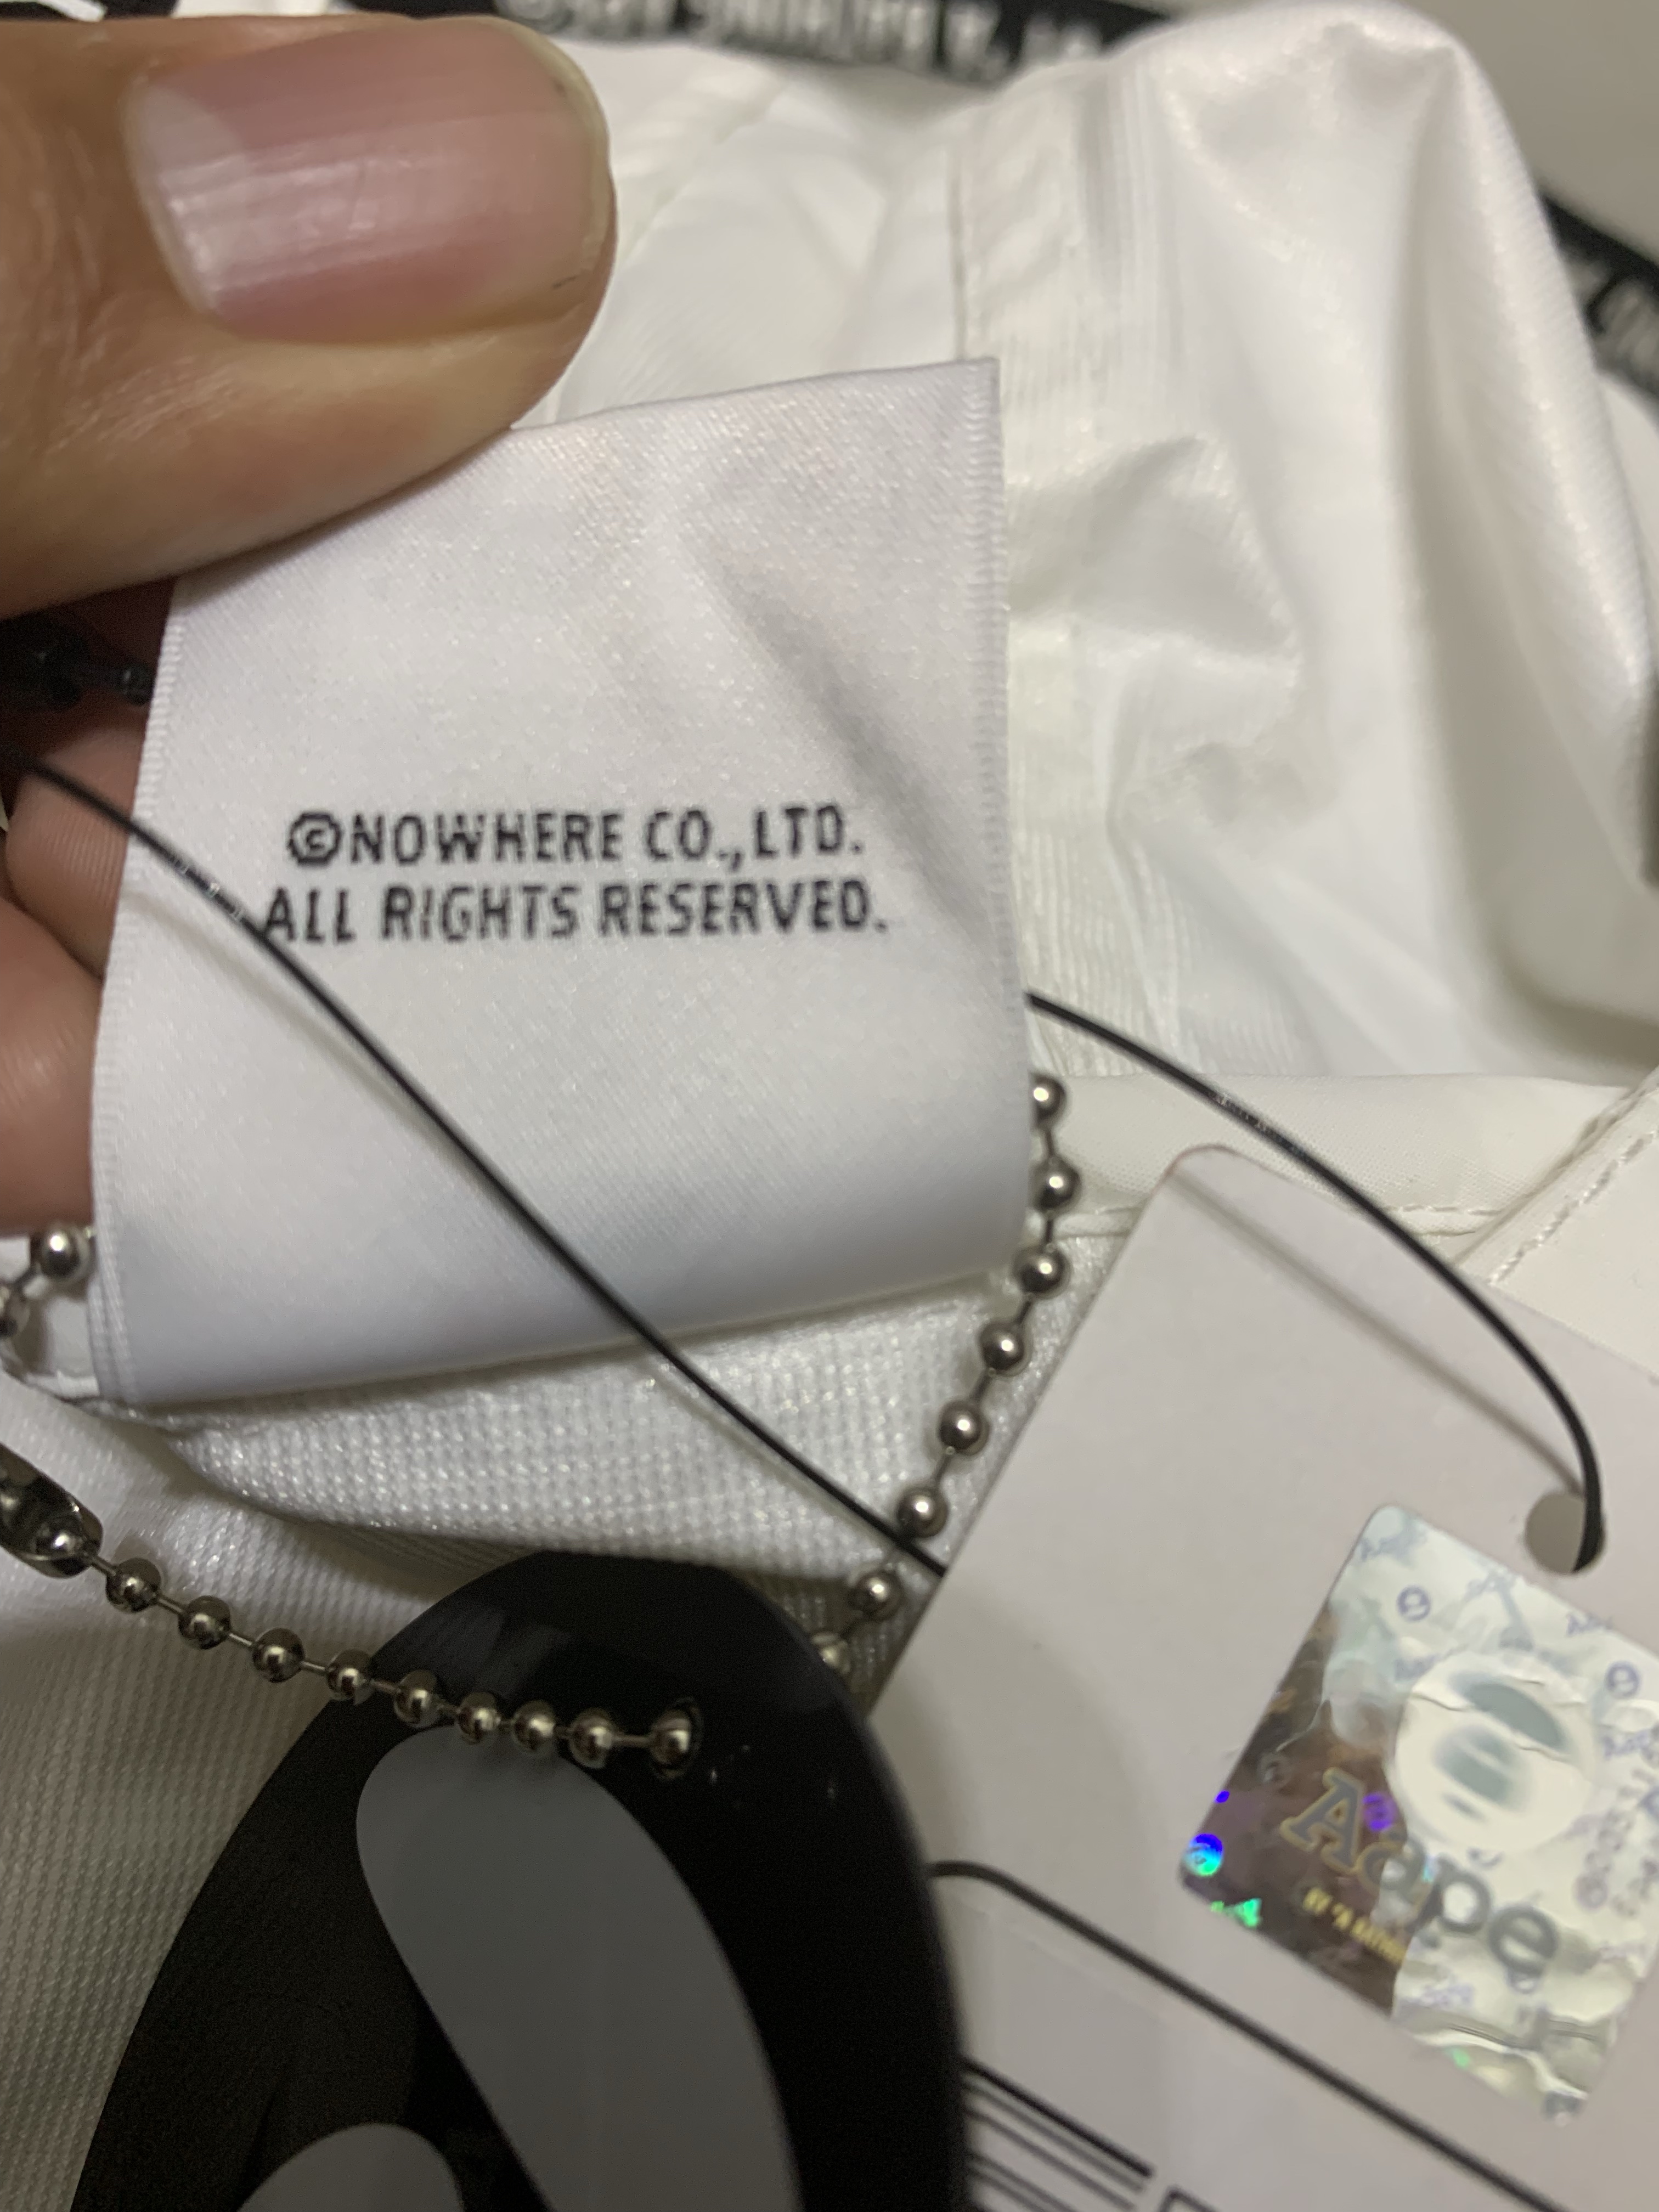 ©NOWHERE CO.,LTD.
ALL RIGHTS RESERVED.
Aape